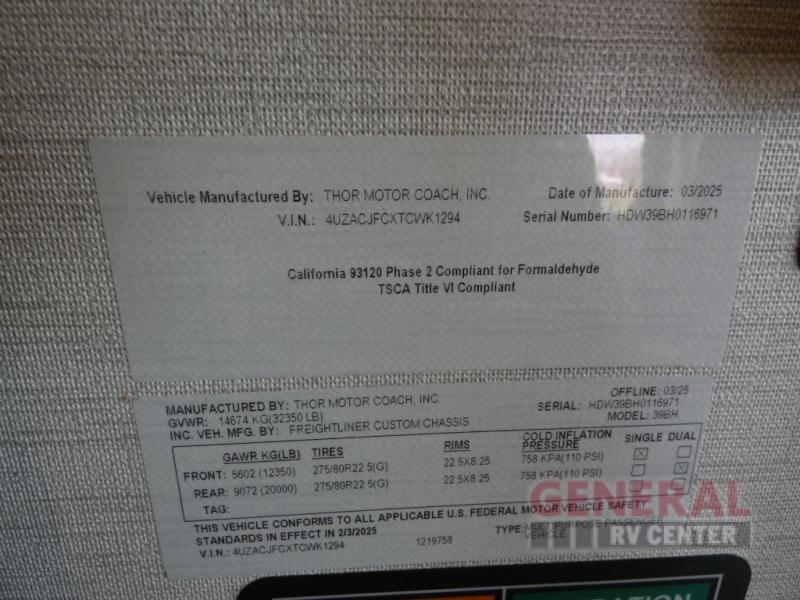 Vehicle Manufactured By: THOR MOTOR COACH, INC. Date of Manufacture: 03/2025
V.I.N.: 4UZACJFCXTCWK1294 Serial Number: HDW39BH0116971
California 93120 Phase 2 Compliant for Formaldehyde
TSCA Title VI Compliant
MANUFACTURED BY: THOR MOTOR COACH, INC. OFFLINE: 03/25
GVWR: 14674 KG(32350 LB) SERIAL: HDW39BH0116971
INC. VEH. MFG. BY: FREIGHTLINER CUSTOM CHASSIS MODEL: 39BH
GAWR KG(LB) TIRES RIMS COLD INFLATION PRESSURE SINGLE DUAL
FRONT: 5602 (12350) 275/80R22.5(G) 22.5X8.25 758 KPA(110 PSI)
REAR: 9072 (20000) 275/80R22.5(G) 22.5X8.25 758 KPA(110 PSI)
TAG:
THIS VEHICLE CONFORMS TO ALL APPLICABLE U.S. FEDERAL MOTOR VEHICLE SAFETY
STANDARDS IN EFFECT IN 2/3/2025 TYPE: MULTIPURPOSE PASSENGER
V.I.N.: 4UZACJFCXTCWK1294 1219758 VEHICLE
GENERAL
RV CENTER